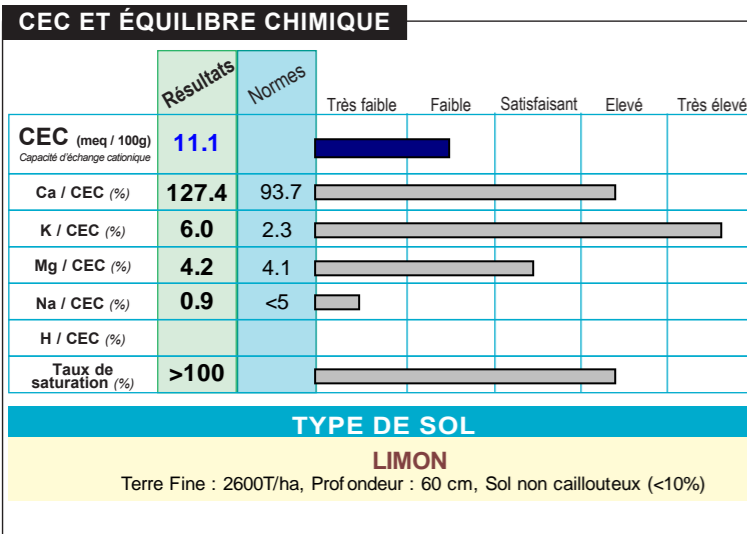 CEC ET ÉQUILIBRE CHIMIQUE
Résultats Normes Très faible Faible Satisfaisant Elevé Très élevé
CEC (meq / 100g) 11.1
Capacité d'échange cationique
Ca / CEC (%) 127.4 93.7
K / CEC (%) 6.0 2.3
Mg / CEC (%) 4.2 4.1
Na / CEC (%) 0.9 <5
H / CEC (%)
Taux de
saturation (%) >100
TYPE DE SOL
LIMON
Terre Fine : 2600T/ha, Profondeur : 60 cm, Sol non caillouteux (<10%)